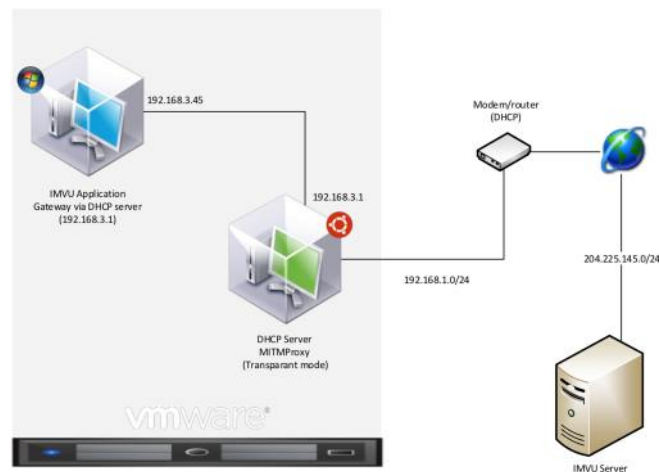 192.168.3.45
IMVU Application
Gateway via DHCP server
(192.168.3.1)
192.168.3.1
DHCP Server
MITMProxy
(Transparant mode)
vmware®
Modem/router
(DHCP)
192.168.1.0/24
204.225.145.0/24
IMVU Server